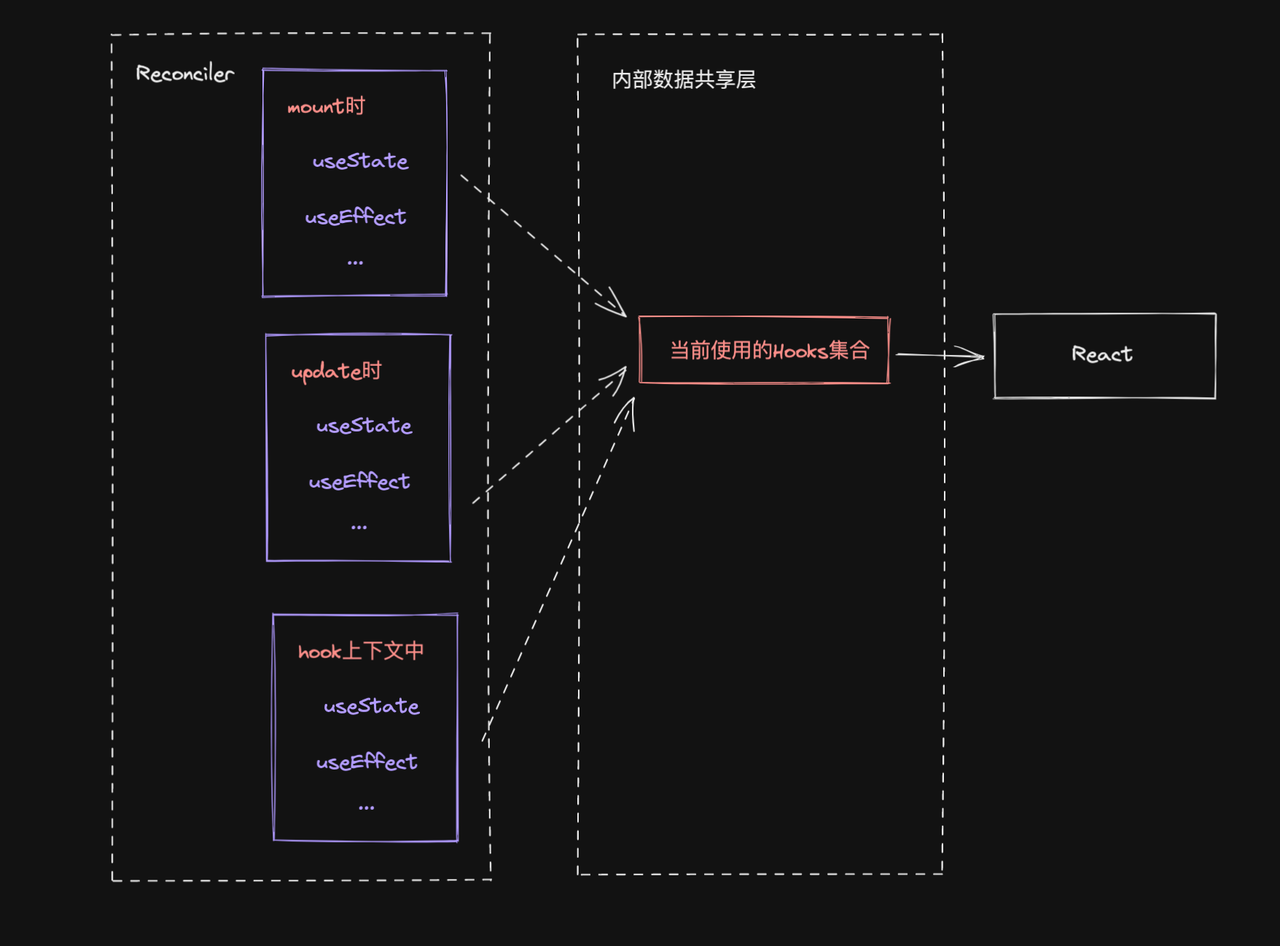 Reconciler
mount时
useState
useEffect
...
update时
useState
useEffect
...
hook上下文中
useState
useEffect
...
内部数据共享层
当前使用的Hooks集合
React